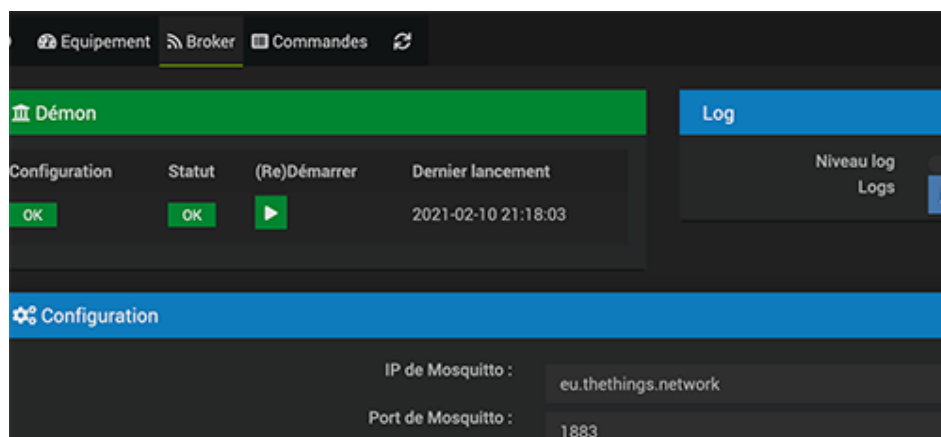 Equipement Broker Commandes
Démon
Configuration Statut (Re)Démarrer Dernier lancement
OK OK 2021-02-10 21:18:03
Log
Niveau log
Logs
Configuration
IP de Mosquitto : eu.thethings.network
Port de Mosquitto : 1883